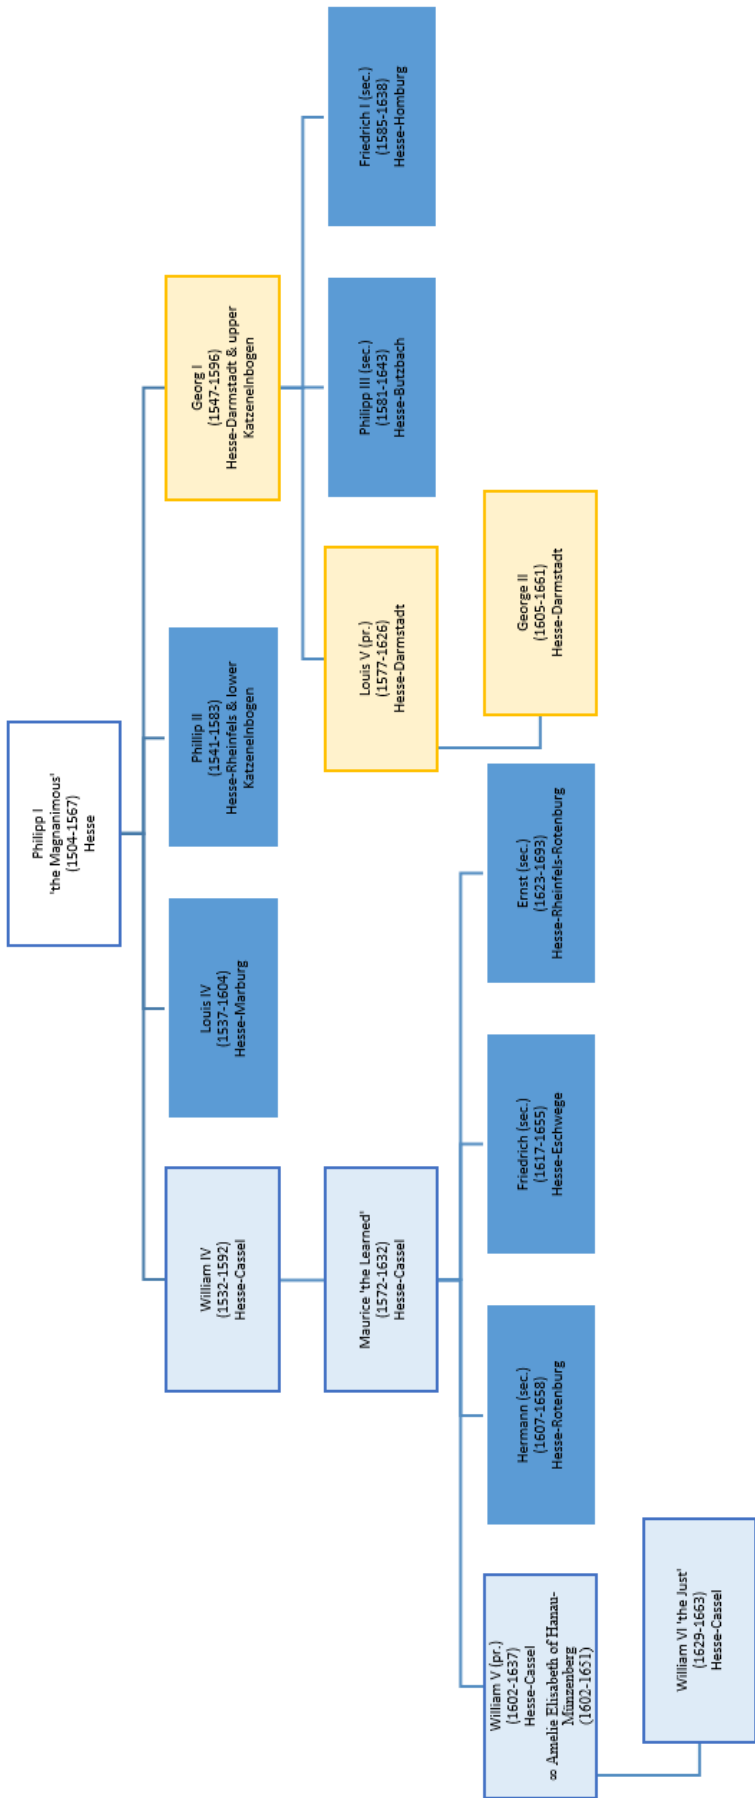 Philipp I
'the Magnanimous'
(1504-1567)
Hesse
William IV
(1532-1592)
Hesse-Cassel
Louis IV
(1537-1604)
Hesse-Marburg
Phillip II
(1541-1583)
Hesse-Rheinfels & lower
Katzenelnbogen
Georg I
(1547-1596)
Hesse-Darmstadt & upper
Katzenelnbogen
Maurice 'the Learned'
(1572-1632)
Hesse-Cassel
Louis V (pr.)
(1577-1626)
Hesse-Darmstadt
Philipp III (sec.)
(1581-1643)
Hesse-Butzbach
Friedrich I (sec.)
(1585-1638)
Hesse-Homburg
William V (pr.)
(1602-1637)
Hesse-Cassel
∞ Amelie Elisabeth of Hanau-
Münzenberg
(1602-1651)
Hermann (sec.)
(1607-1658)
Hesse-Rotenburg
Friedrich (sec.)
(1617-1655)
Hesse-Eschwege
Ernst (sec.)
(1623-1693)
Hesse-Rheinfels-Rotenburg
George II
(1605-1661)
Hesse-Darmstadt
William VI 'the Just'
(1629-1663)
Hesse-Cassel